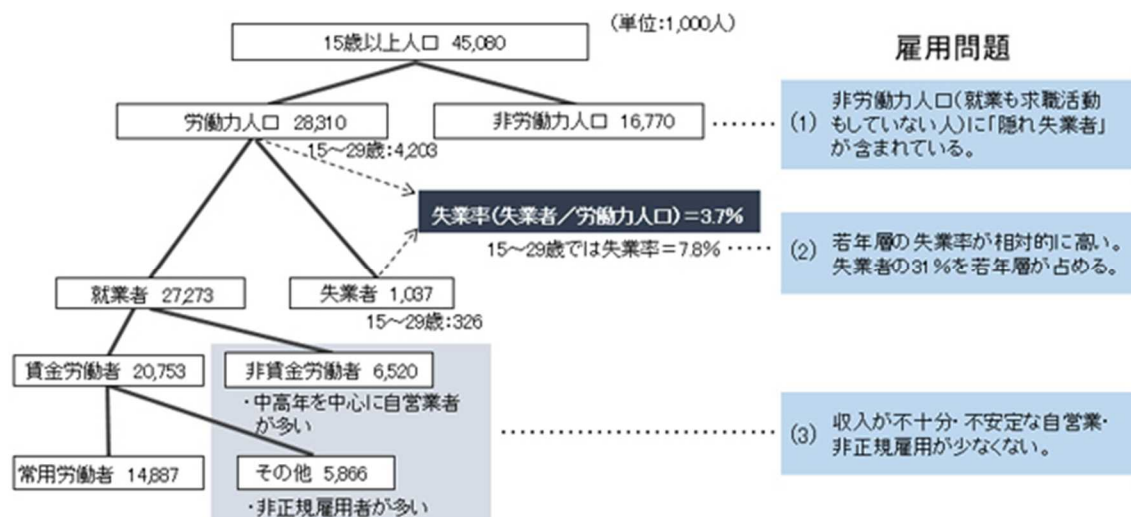 (単位:1,000人)
15歳以上人口 45,080
雇用問題
労働力人口 28,310
非労働力人口 16,770
15～29歳:4,203
(1) 非労働力人口(就業も求職活動
もしていない人)に「隠れ失業者」
が含まれている。
失業率(失業者/労働力人口)=3.7%
15～29歳では失業率=7.8%
(2) 若年層の失業率が相対的に高い。
失業者の31%を若年層が占める。
就業者 27,273
失業者 1,037
15～29歳:326
賃金労働者 20,753
非賃金労働者 6,520
・中高年を中心に自営業者
が多い
(3) 収入が不十分・不安定な自営業・
非正規雇用が少なくない。
常用労働者 14,887
その他 5,866
・非正規雇用者が多い